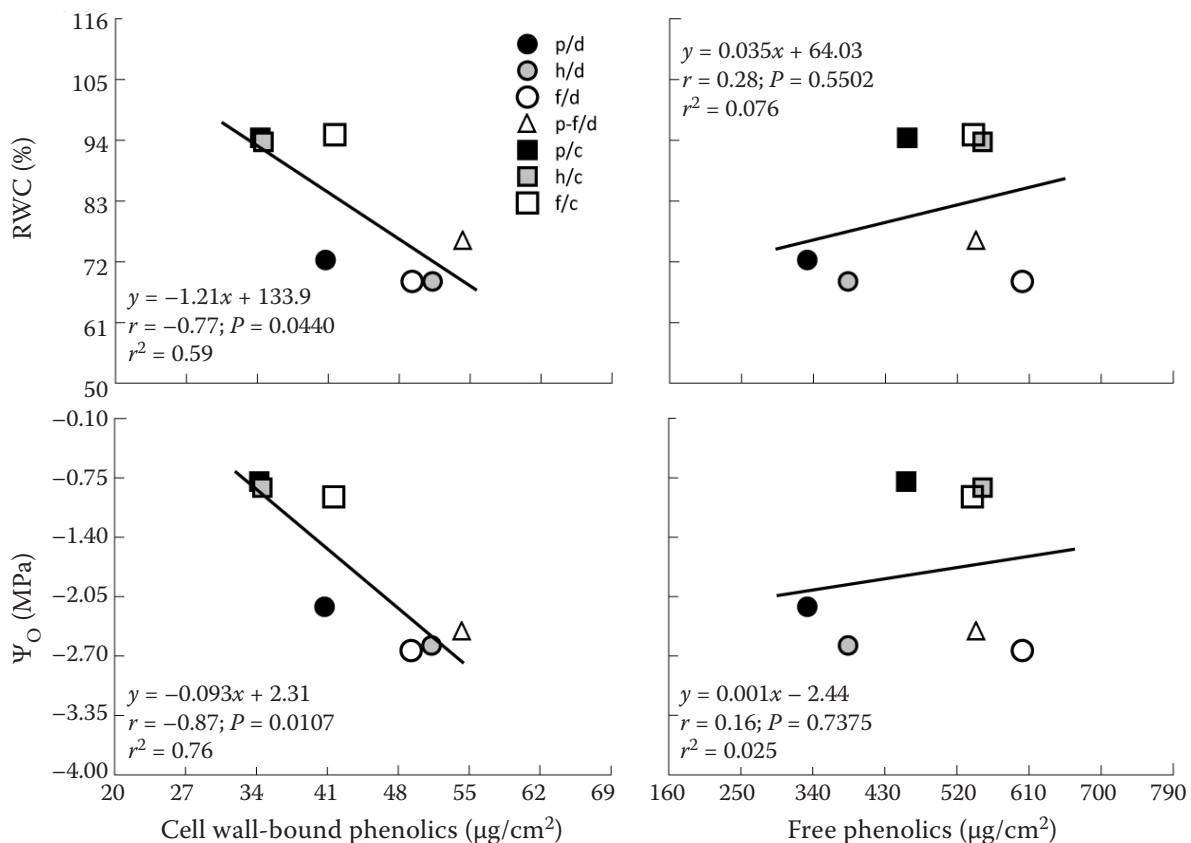 116
105
94
83
72
61
50
RWC (%)
p/d
h/d
f/d
p-f/d
p/c
h/c
f/c
y = −1.21x + 133.9
r = −0.77; P = 0.0440
r² = 0.59
y = 0.035x + 64.03
r = 0.28; P = 0.5502
r² = 0.076
−0.10
−0.75
−1.40
−2.05
−2.70
−3.35
−4.00
Ψ_O (MPa)
y = −0.093x + 2.31
r = −0.87; P = 0.0107
r² = 0.76
20 27 34 41 48 55 62 69
Cell wall-bound phenolics (μg/cm²)
y = 0.001x − 2.44
r = 0.16; P = 0.7375
r² = 0.025
160 250 340 430 520 610 700 790
Free phenolics (μg/cm²)